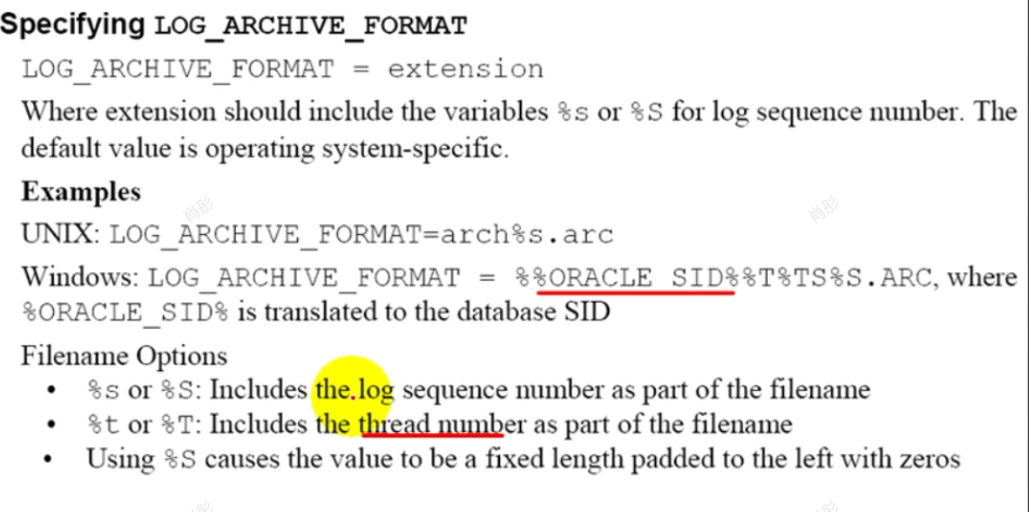 Specifying LOG_ARCHIVE_FORMAT
LOG_ARCHIVE_FORMAT = extension
Where extension should include the variables %s or %S for log sequence number. The
default value is operating system-specific.
Examples
肖彤
肖彤
UNIX: LOG_ARCHIVE_FORMAT=arch%s.arc
Windows: LOG_ARCHIVE_FORMAT = %%ORACLE_SID%%T%TS%S.ARC, where
%ORACLE_SID% is translated to the database SID
Filename Options
• %s or %S: Includes the log sequence number as part of the filename
• %t or %T: Includes the thread number as part of the filename
• Using %S causes the value to be a fixed length padded to the left with zeros